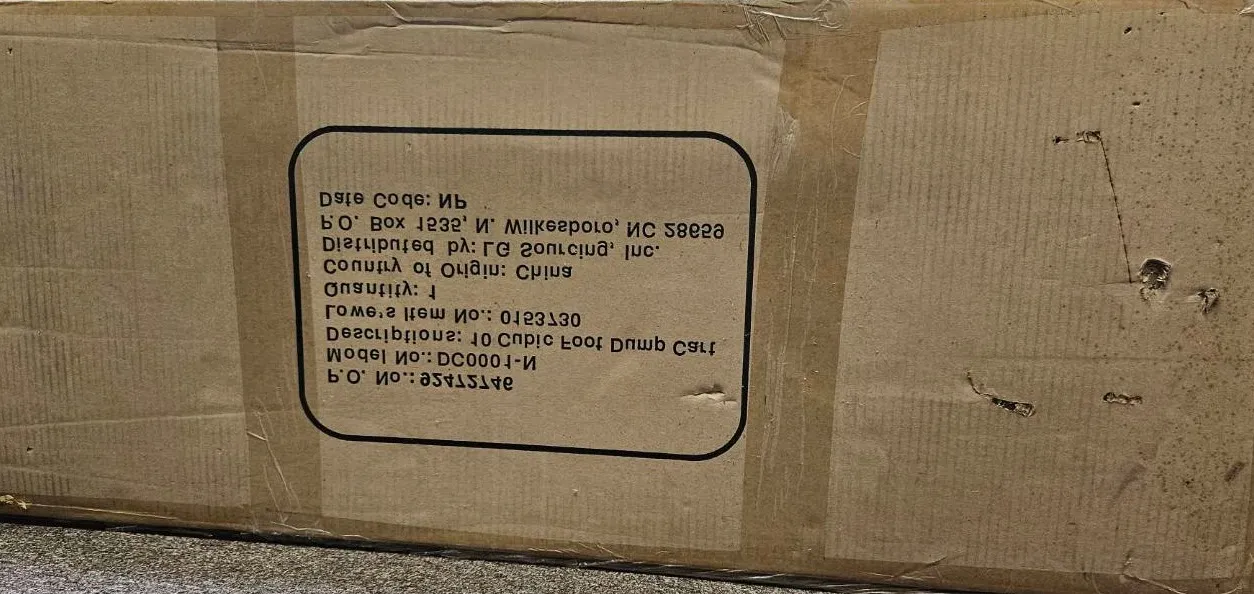 P.O. No.: 92472746
Model No.: DC0001-N
Descriptions: 10 Cubic Foot Dump Cart
Lowe's Item No.: 0153730
Quantity: 1
Country of Origin: China
Distributed by: LG Sourcing, Inc.
P.O. Box 1535, N. Wilkesboro, NC 28659
Date Code: NP